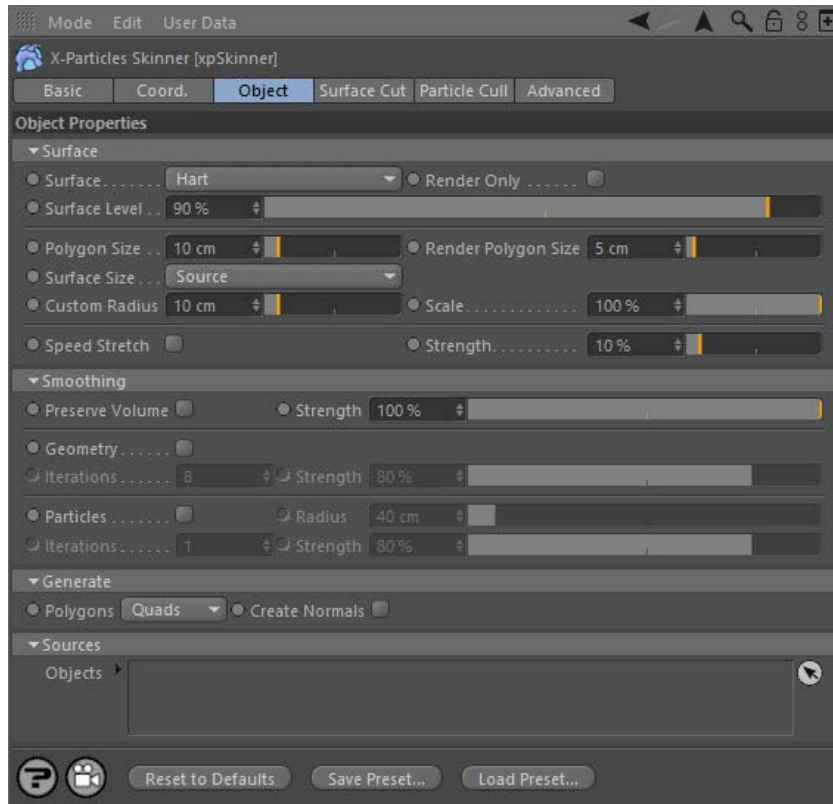 Mode Edit User Data
X-Particles Skinner [xpSkinner]
Basic Coord. Object Surface Cut Particle Cull Advanced
Object Properties
Surface
Surface....... Hart Render Only ......
Surface Level.. 90 %
Polygon Size .. 10 cm Render Polygon Size 5 cm
Surface Size... Source
Custom Radius 10 cm Scale............. 100 %
Speed Stretch Strength.......... 10 %
Smoothing
Preserve Volume Strength 100 %
Geometry......
Iterations...... 8 Strength 80 %
Particles ....... Radius 40 cm
Iterations...... 1 Strength 80 %
Generate
Polygons Quads Create Normals
Sources
Objects
Reset to Defaults Save Preset... Load Preset...